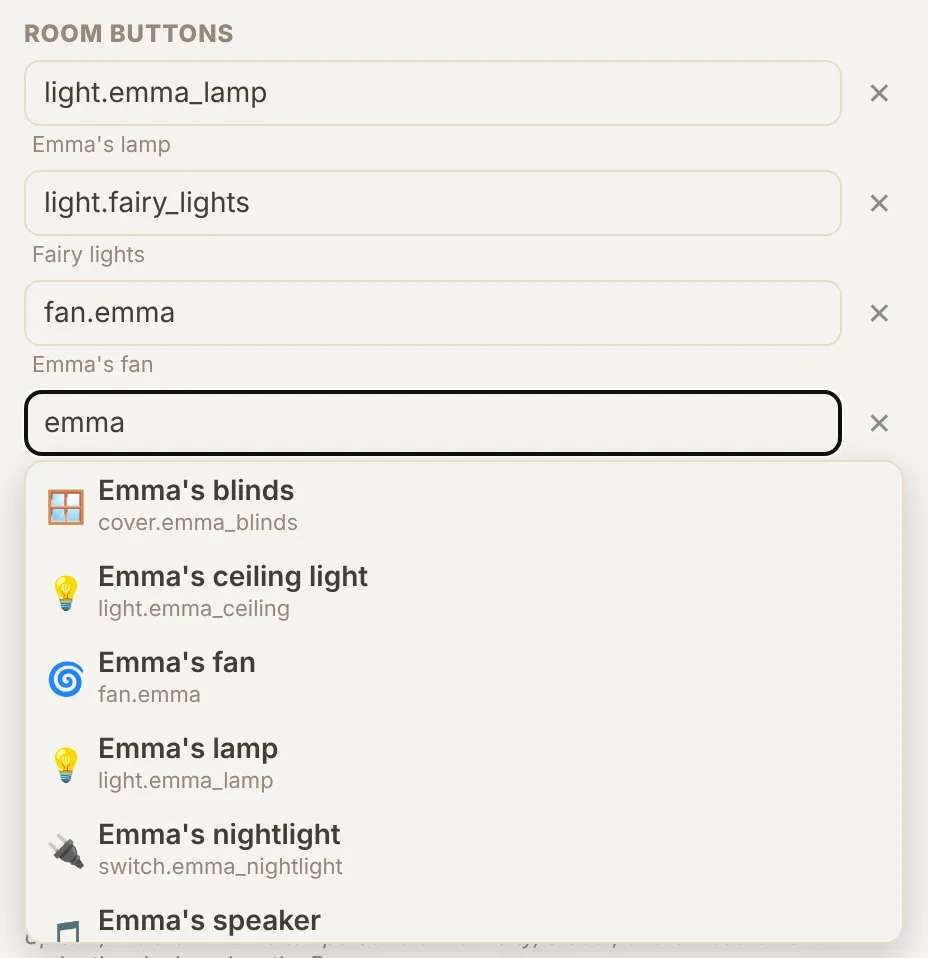 ROOM BUTTONS
light.emma_lamp
Emma's lamp
light.fairy_lights
Fairy lights
fan.emma
Emma's fan
emma
Emma's blinds
cover.emma_blinds
Emma's ceiling light
light.emma_ceiling
Emma's fan
fan.emma
Emma's lamp
light.emma_lamp
Emma's nightlight
switch.emma_nightlight
Emma's speaker